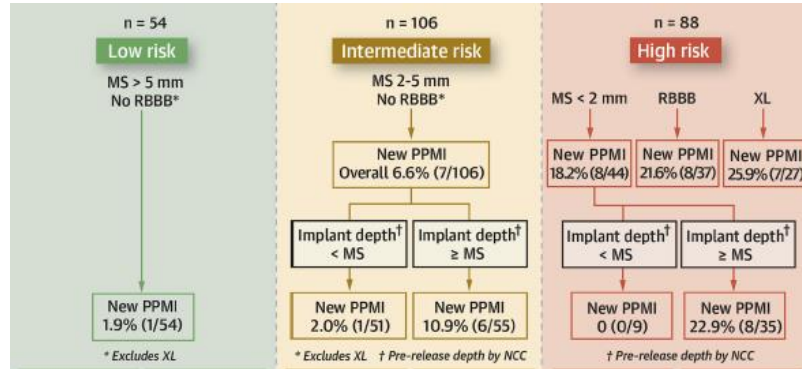 n = 54
Low risk
MS > 5 mm
No RBBB*
New PPMI
1.9% (1/54)
* Excludes XL
n = 106
Intermediate risk
MS 2-5 mm
No RBBB*
New PPMI
Overall 6.6% (7/106)
Implant depth†
< MS
Implant depth†
≥ MS
New PPMI
2.0% (1/51)
New PPMI
10.9% (6/55)
* Excludes XL † Pre-release depth by NCC
n = 88
High risk
MS < 2 mm
RBBB
XL
New PPMI
18.2% (8/44)
New PPMI
21.6% (8/37)
New PPMI
25.9% (7/27)
Implant depth†
< MS
Implant depth†
≥ MS
New PPMI
0 (0/9)
New PPMI
22.9% (8/35)
† Pre-release depth by NCC